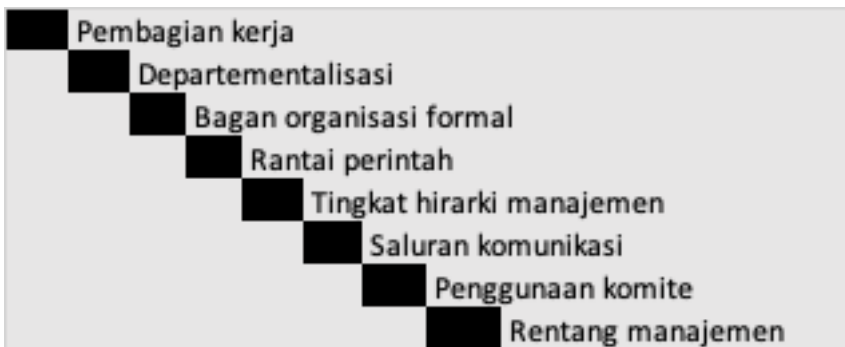 Pembagian kerja
Departementalisasi
Bagan organisasi formal
Rantai perintah
Tingkat hirarki manajemen
Saluran komunikasi
Penggunaan komite
Rentang manajemen